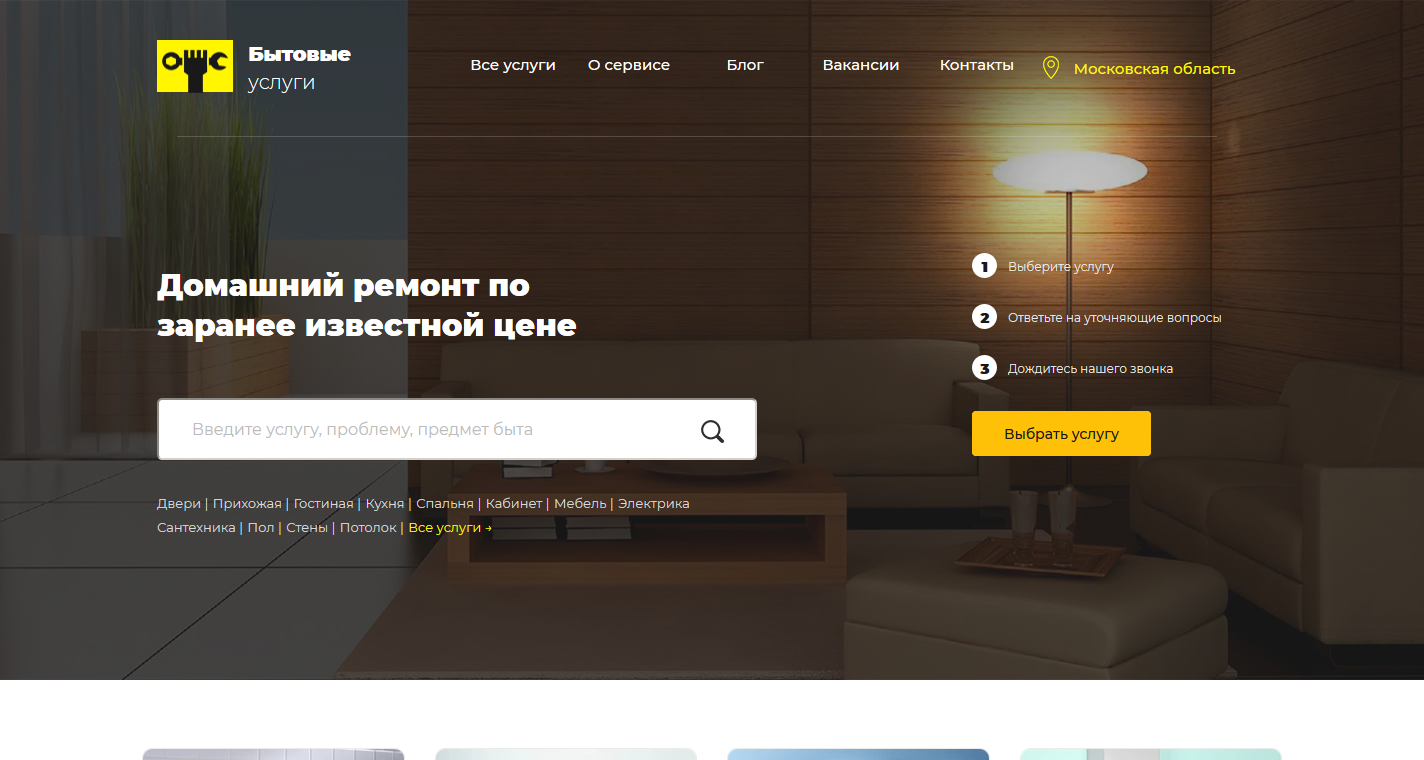 Бытовые
услуги
Все услуги О сервисе Блог Вакансии Контакты Московская область
Домашний ремонт по
заранее известной цене
Введите услугу, проблему, предмет быта
Двери | Прихожая | Гостиная | Кухня | Спальня | Кабинет | Мебель | Электрика
Сантехника | Пол | Стены | Потолок | Все услуги →
1 Выберите услугу
2 Ответьте на уточняющие вопросы
3 Дождитесь нашего звонка
Выбрать услугу